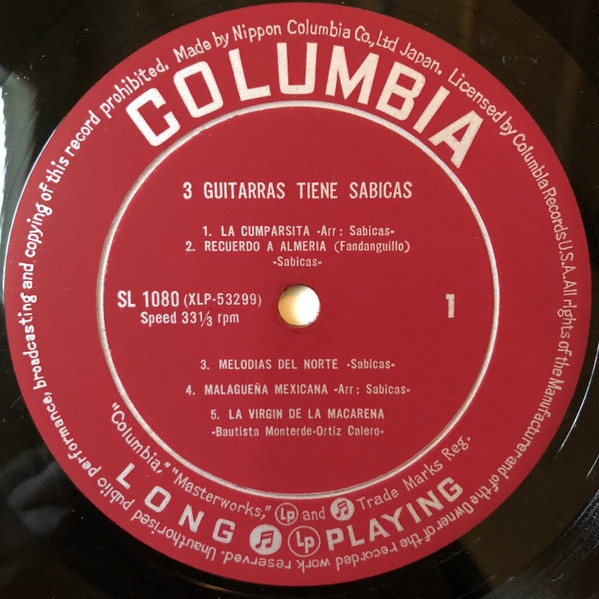 Made by Nippon Columbia Co., Ltd Japan. Licensed by Columbia Records U.S.A. All rights of the Manufacturer and of the Owner of the recorded work reserved. Unauthorised public performance, broadcasting and copying of this record prohibited.
COLUMBIA
3 GUITARRAS TIENE SABICAS
1. LA CUMPARSITA -Arr: Sabicas-
2. RECUERDO A ALMERIA (Fandanguillo)
-Sabicas-
SL 1080 (XLP-53299)
Speed 33⅓ rpm
1
3. MELODIAS DEL NORTE -Sabicas-
4. MALAGUEÑA MEXICANA -Arr: Sabicas-
5. LA VIRGIN DE LA MACARENA
-Bautista Monterde-Ortiz Calero-
"Columbia," "Masterworks," Lp and Trade Marks Reg.
LONG Lp PLAYING